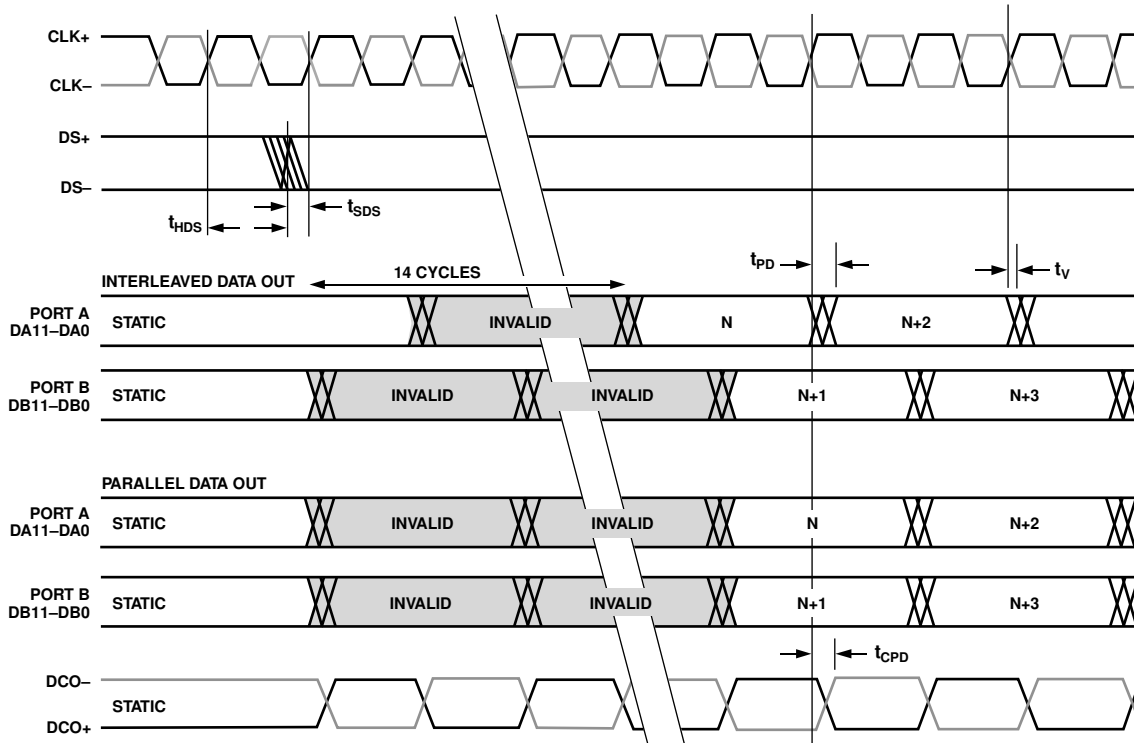 CLK+
CLK–
DS+
DS–
tHDS
tSDS
tPD
tV
INTERLEAVED DATA OUT
14 CYCLES
PORT A
DA11–DA0
STATIC
INVALID
N
N+2
PORT B
DB11–DB0
STATIC
INVALID
INVALID
N+1
N+3
PARALLEL DATA OUT
PORT A
DA11–DA0
STATIC
INVALID
INVALID
N
N+2
PORT B
DB11–DB0
STATIC
INVALID
INVALID
N+1
N+3
tCPD
DCO–
STATIC
DCO+